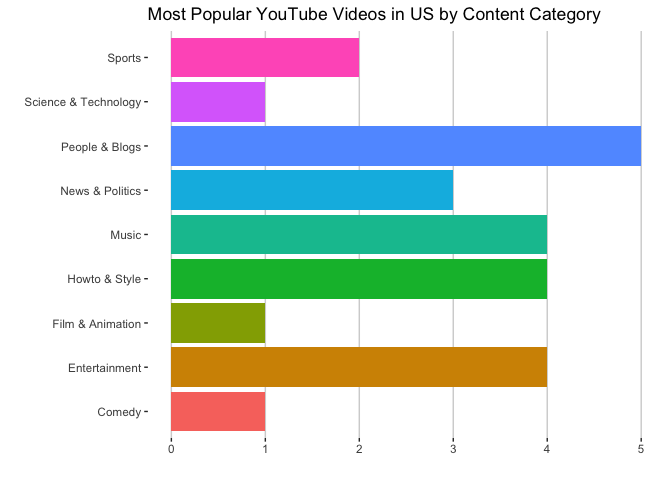 Most Popular YouTube Videos in US by Content Category
Sports
Science & Technology
People & Blogs
News & Politics
Music
Howto & Style
Film & Animation
Entertainment
Comedy
0 1 2 3 4 5